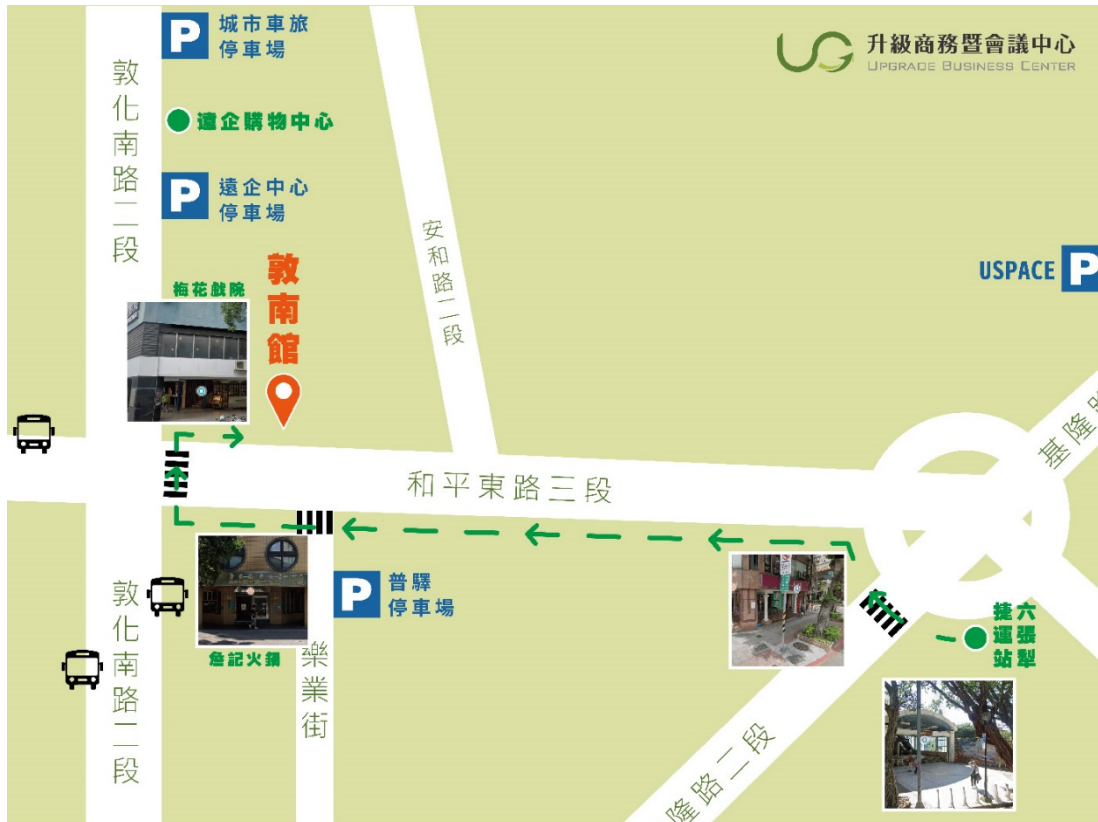 P
城市車旅
停車場
升級商務暨會議中心
UPGRADE BUSINESS CENTER
敦化南路二段
遠企購物中心
P
遠企中心
停車場
安和路二段
USPACE P
梅花戲院
敦南館
基隆路
和平東路三段
P
普驛
停車場
敦化南路二段
詹記火鍋
樂業街
六張犁
捷運站
隆路二段